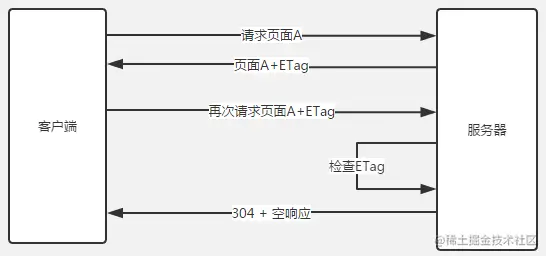 请求页面A
页面A+ETag
再次请求页面A+ETag
客户端
服务器
检查ETag
304 + 空响应
@稀土掘金技术社区